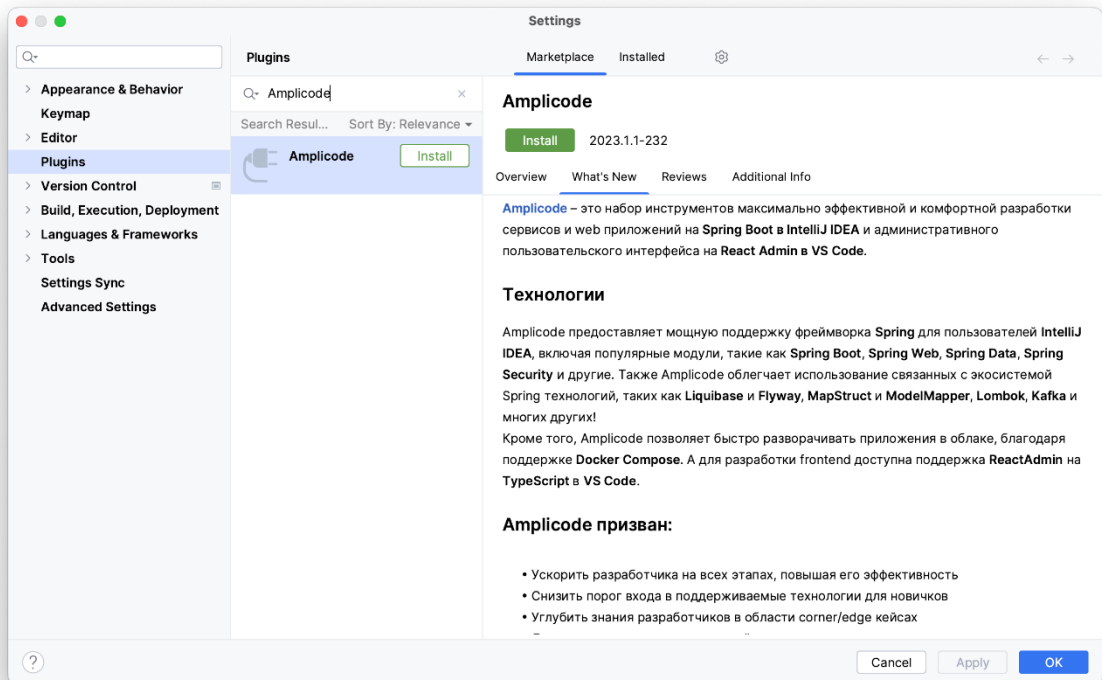 Settings
Plugins
Marketplace
Installed
Appearance & Behavior
Keymap
Editor
Plugins
Version Control
Build, Execution, Deployment
Languages & Frameworks
Tools
Settings Sync
Advanced Settings
Amplicode
Search Resul... Sort By: Relevance
Amplicode Install
Amplicode
Install 2023.1.1-232
Overview What's New Reviews Additional Info
Amplicode – это набор инструментов максимально эффективной и комфортной разработки
сервисов и web приложений на Spring Boot в IntelliJ IDEA и административного
пользовательского интерфейса на React Admin в VS Code.
Технологии
Amplicode предоставляет мощную поддержку фреймворка Spring для пользователей IntelliJ
IDEA, включая популярные модули, такие как Spring Boot, Spring Web, Spring Data, Spring
Security и другие. Также Amplicode облегчает использование связанных с экосистемой
Spring технологий, таких как Liquibase и Flyway, MapStruct и ModelMapper, Lombok, Kafka и
многих других!
Кроме того, Amplicode позволяет быстро разворачивать приложения в облаке, благодаря
поддержке Docker Compose. А для разработки frontend доступна поддержка ReactAdmin на
TypeScript в VS Code.
Amplicode призван:
• Ускорить разработчика на всех этапах, повышая его эффективность
• Снизить порог входа в поддерживаемые технологии для новичков
• Углубить знания разработчиков в области corner/edge кейсах
?
Cancel Apply OK